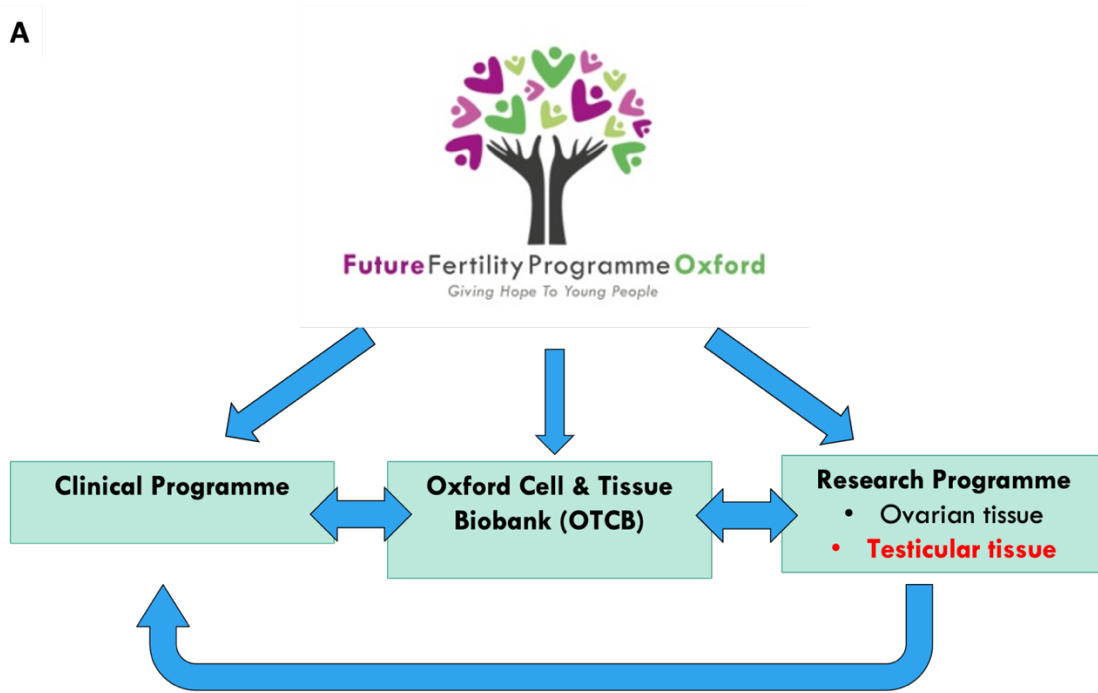 A
FutureFertilityProgrammeOxford
Giving Hope To Young People
Clinical Programme
Oxford Cell & Tissue
Biobank (OTCB)
Research Programme
• Ovarian tissue
• Testicular tissue